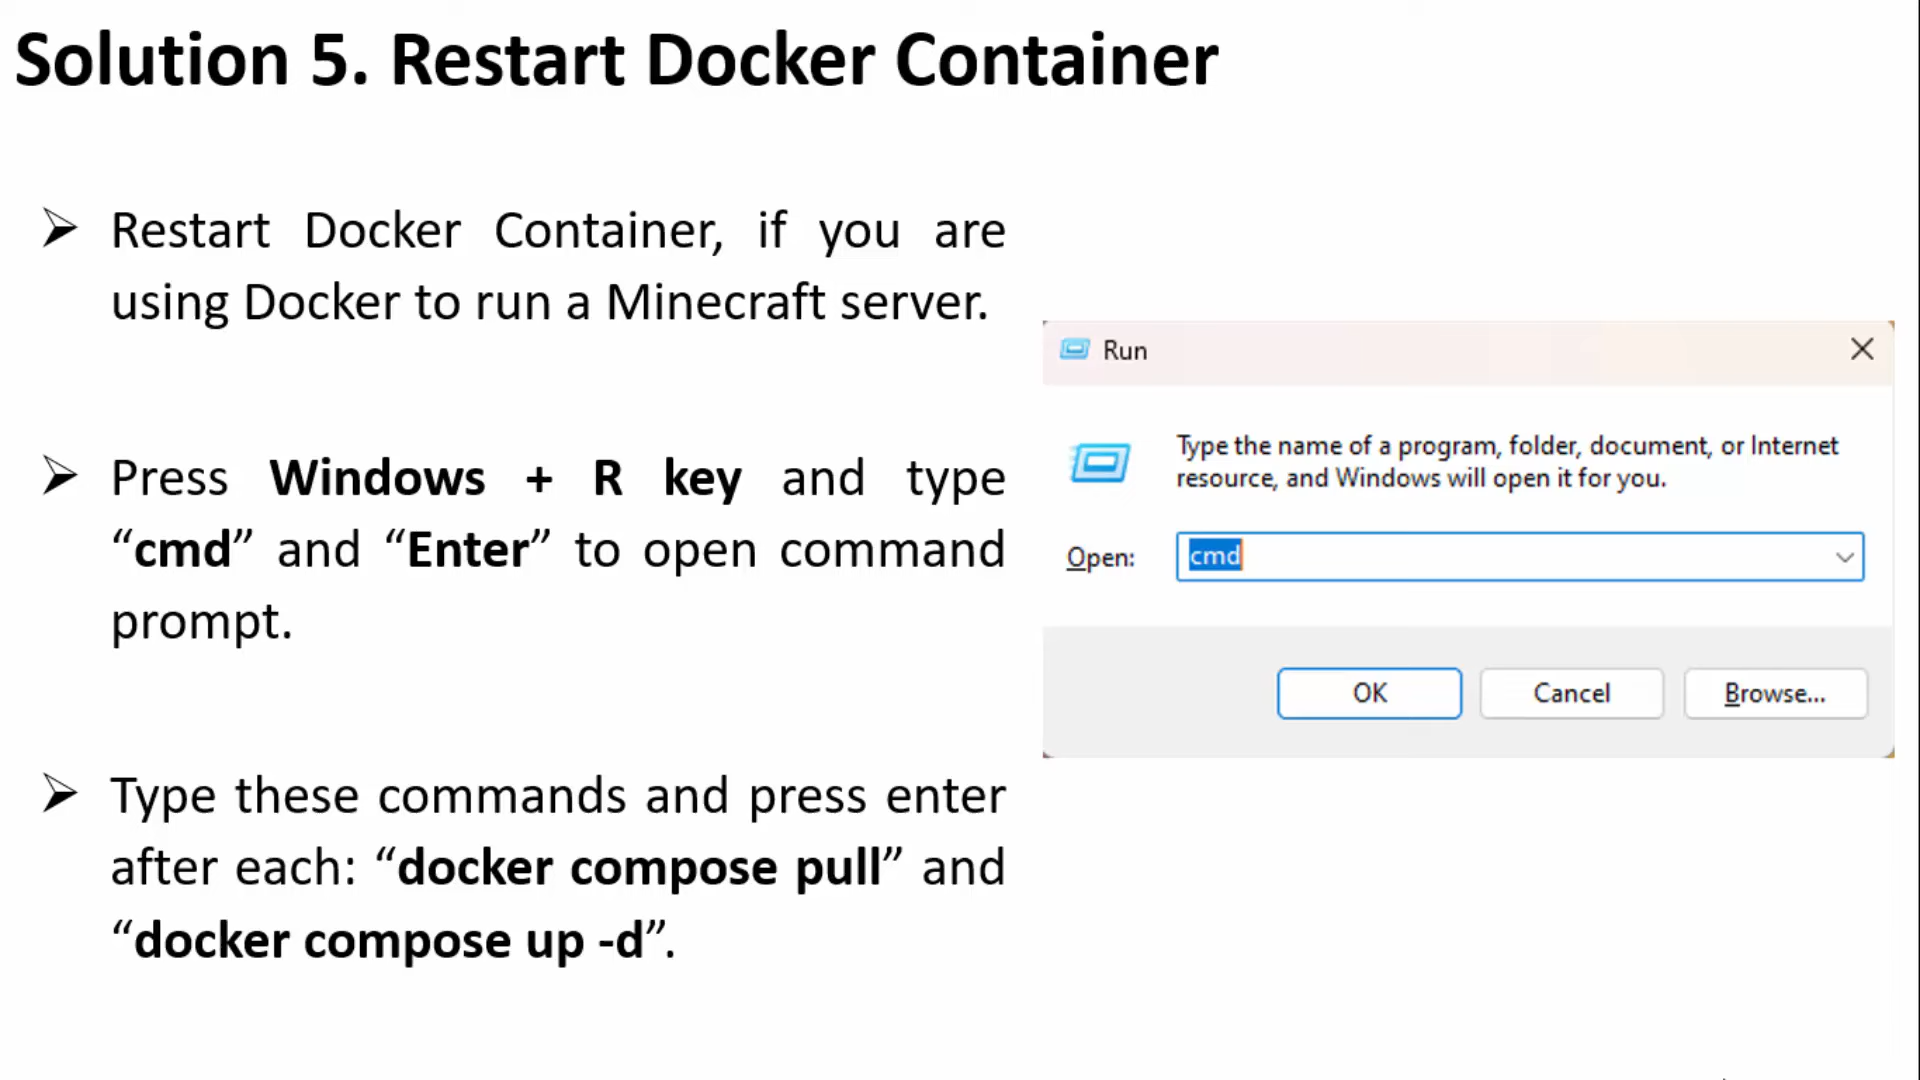 Solution 5. Restart Docker Container
Restart Docker Container, if you are
using Docker to run a Minecraft server.
Press Windows + R key and type
“cmd” and “Enter” to open command
prompt.
Type these commands and press enter
after each: “docker compose pull” and
“docker compose up -d”.
Run
Type the name of a program, folder, document, or Internet
resource, and Windows will open it for you.
Open: cmd
OK Cancel Browse...